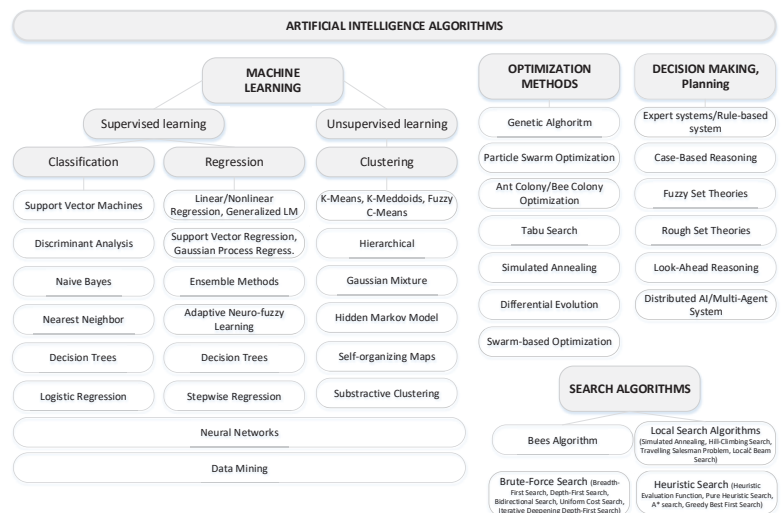 ARTIFICIAL INTELLIGENCE ALGORITHMS
MACHINE
LEARNING
Supervised learning
Unsupervised learning
Classification
Regression
Clustering
Support Vector Machines
Linear/Nonlinear
Regression, Generalized LM
K-Means, K-Meddoids, Fuzzy
C-Means
Discriminant Analysis
Support Vector Regression,
Gaussian Process Regress.
Hierarchical
Naive Bayes
Ensemble Methods
Gaussian Mixture
Nearest Neighbor
Adaptive Neuro-fuzzy
Learning
Hidden Markov Model
Decision Trees
Decision Trees
Self-organizing Maps
Logistic Regression
Stepwise Regression
Substractive Clustering
Neural Networks
Data Mining
OPTIMIZATION
METHODS
Genetic Alghoritm
Particle Swarm Optimization
Ant Colony/Bee Colony
Optimization
Tabu Search
Simulated Annealing
Differential Evolution
Swarm-based Optimization
DECISION MAKING,
Planning
Expert systems/Rule-based
system
Case-Based Reasoning
Fuzzy Set Theories
Rough Set Theories
Look-Ahead Reasoning
Distributed AI/Multi-Agent
System
SEARCH ALGORITHMS
Bees Algorithm
Local Search Algorithms
(Simulated Annealing, Hill-Climbing Search,
Travelling Salesman Problem, Localč Beam
Search)
Brute-Force Search (Breadth-
First Search, Depth-First Search,
Bidirectional Search, Uniform Cost Search,
Iterative Deepening Depth-First Search)
Heuristic Search (Heuristic
Evaluation Function, Pure Heuristic Search,
A* search, Greedy Best First Search)